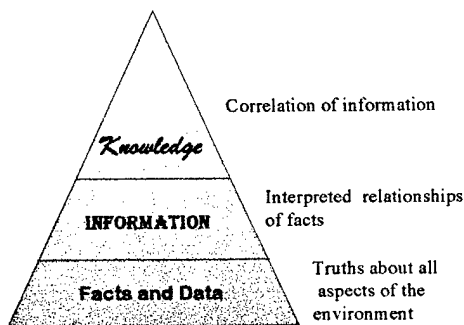 Correlation of information
Knowledge
Interpreted relationships
of facts
INFORMATION
Truths about all
aspects of the
environment
Facts and Data